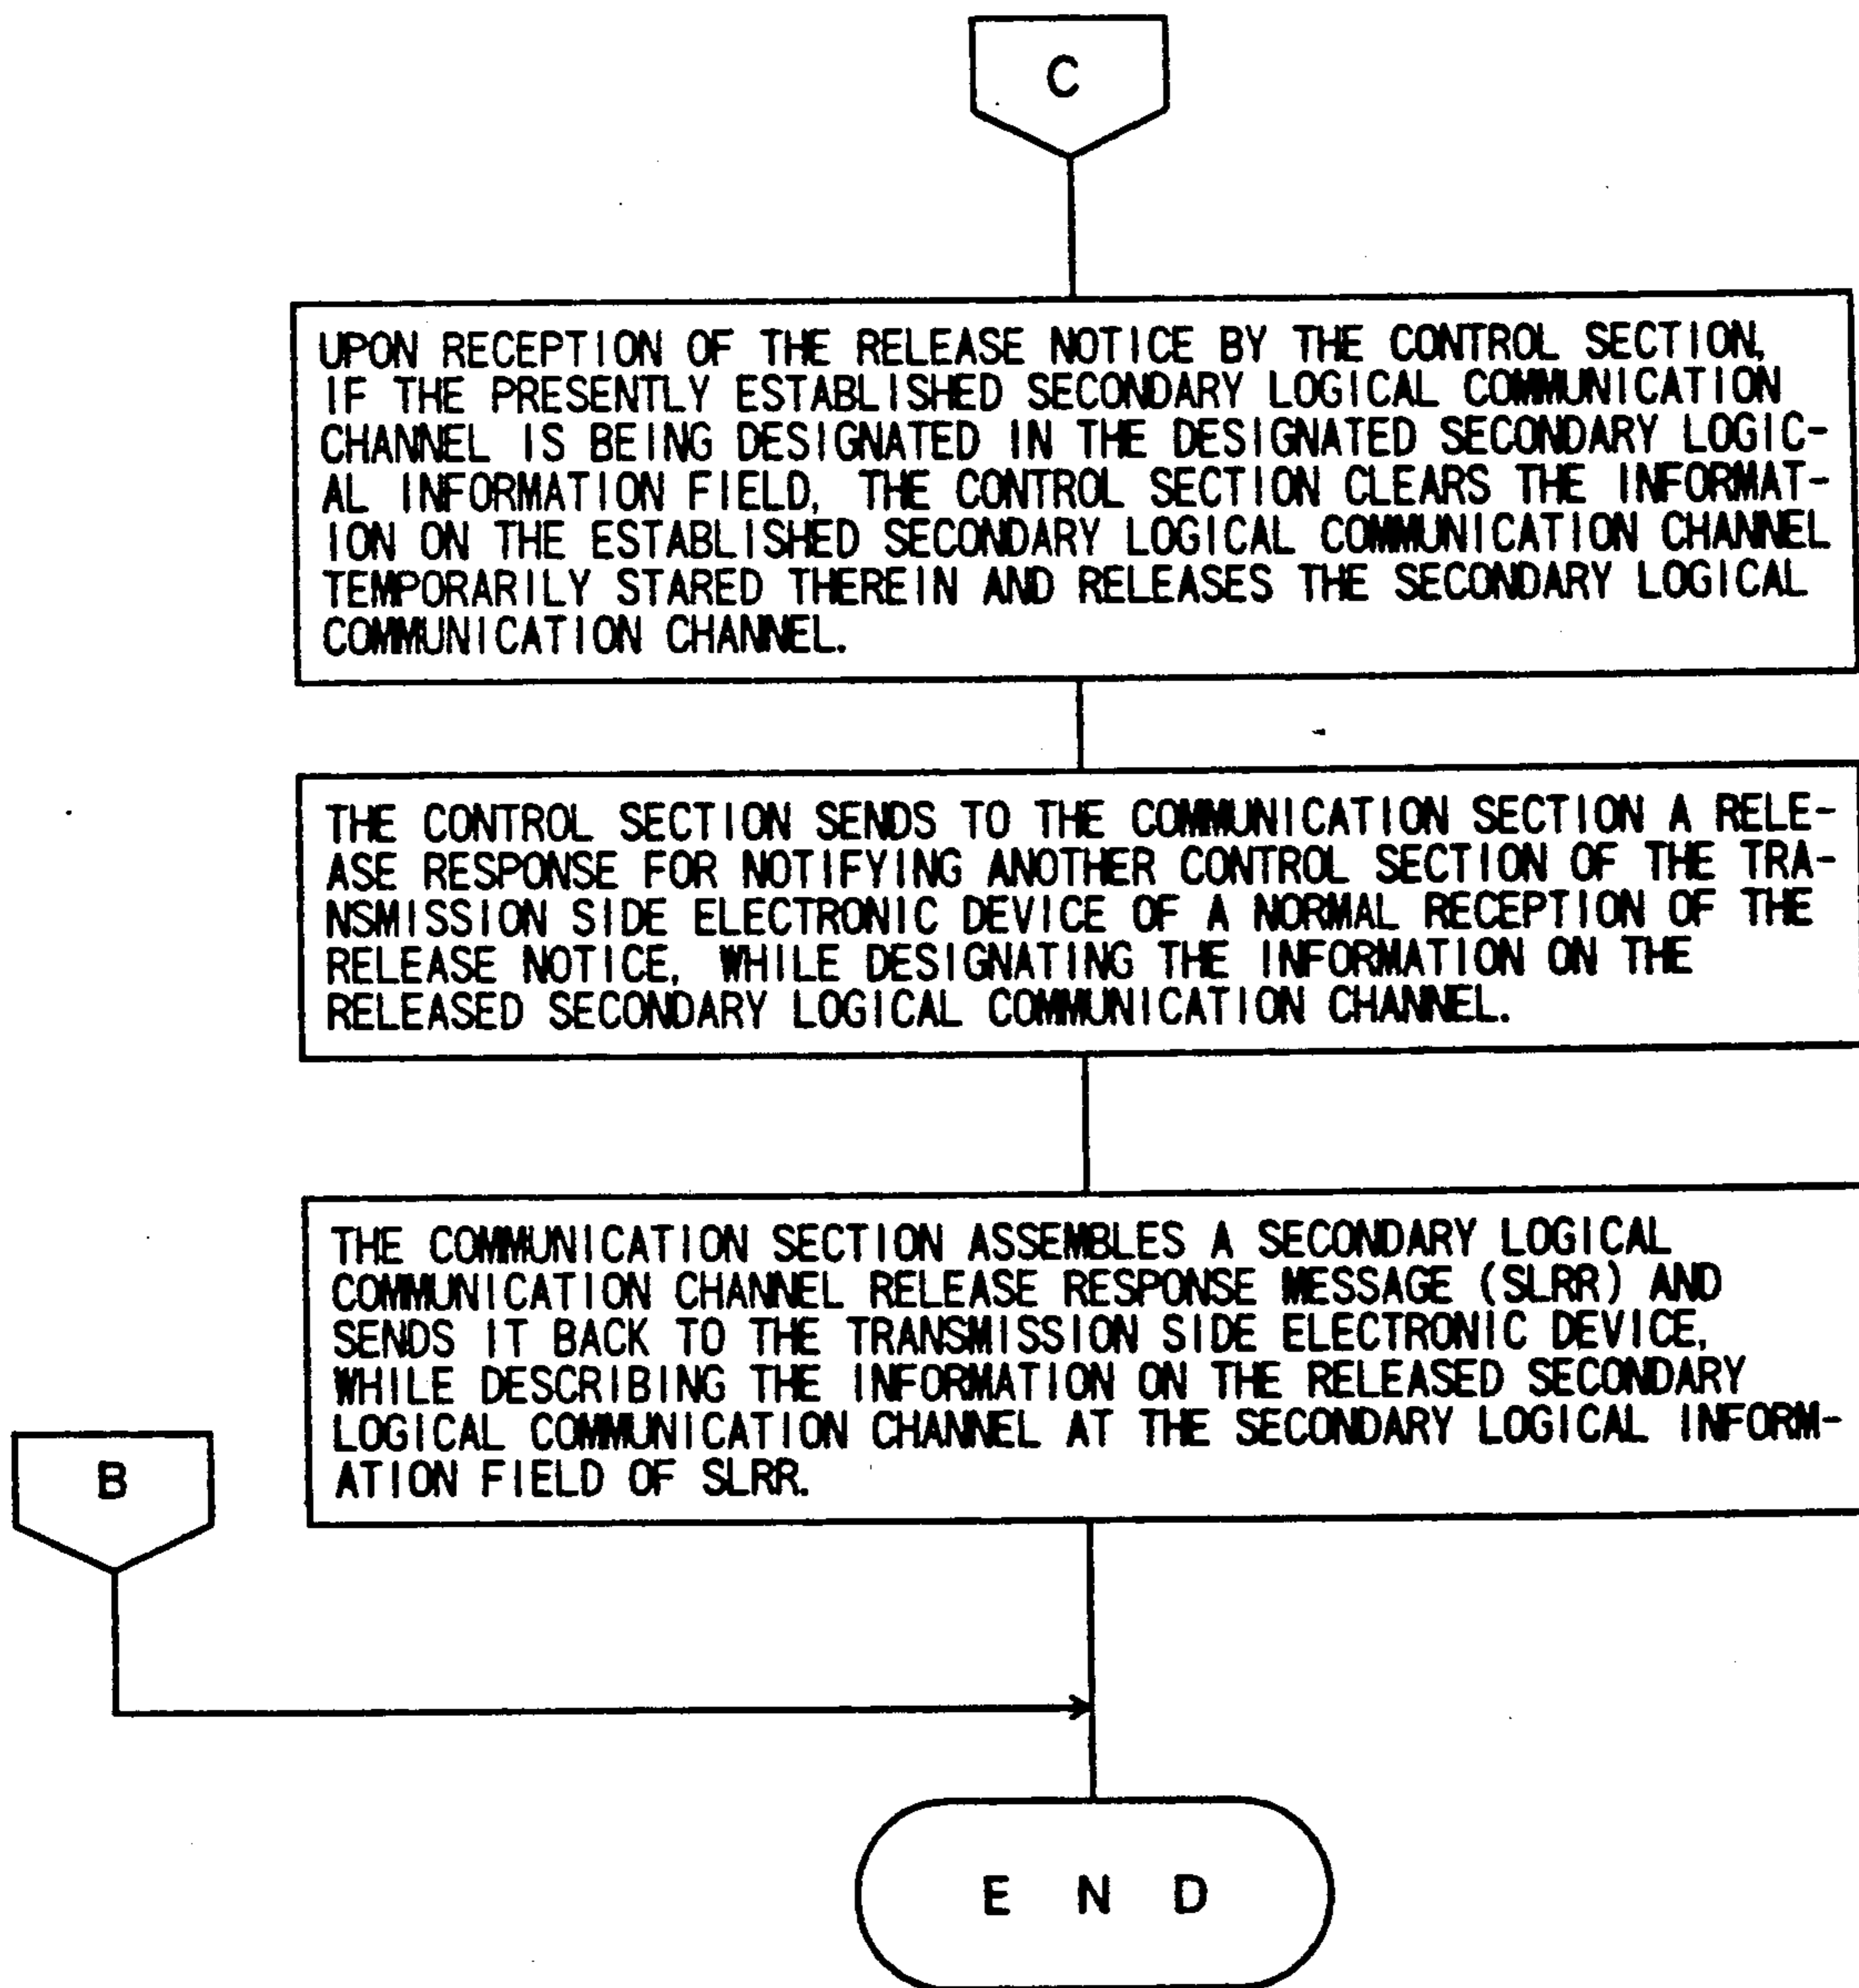 C
UPON RECEPTION OF THE RELEASE NOTICE BY THE CONTROL SECTION,
IF THE PRESENTLY ESTABLISHED SECONDARY LOGICAL COMMUNICATION
CHANNEL IS BEING DESIGNATED IN THE DESIGNATED SECONDARY LOGIC-
AL INFORMATION FIELD, THE CONTROL SECTION CLEARS THE INFORMAT-
ION ON THE ESTABLISHED SECONDARY LOGICAL COMMUNICATION CHANNEL
TEMPORARILY STARED THEREIN AND RELEASES THE SECONDARY LOGICAL
COMMUNICATION CHANNEL.
THE CONTROL SECTION SENDS TO THE COMMUNICATION SECTION A RELE-
ASE RESPONSE FOR NOTIFYING ANOTHER CONTROL SECTION OF THE TRA-
NSMISSION SIDE ELECTRONIC DEVICE OF A NORMAL RECEPTION OF THE
RELEASE NOTICE, WHILE DESIGNATING THE INFORMATION ON THE
RELEASED SECONDARY LOGICAL COMMUNICATION CHANNEL.
THE COMMUNICATION SECTION ASSEMBLES A SECONDARY LOGICAL
COMMUNICATION CHANNEL RELEASE RESPONSE MESSAGE (SLRR) AND
SENDS IT BACK TO THE TRANSMISSION SIDE ELECTRONIC DEVICE,
WHILE DESCRIBING THE INFORMATION ON THE RELEASED SECONDARY
LOGICAL COMMUNICATION CHANNEL AT THE SECONDARY LOGICAL INFORM-
ATION FIELD OF SLRR.
B
E N D